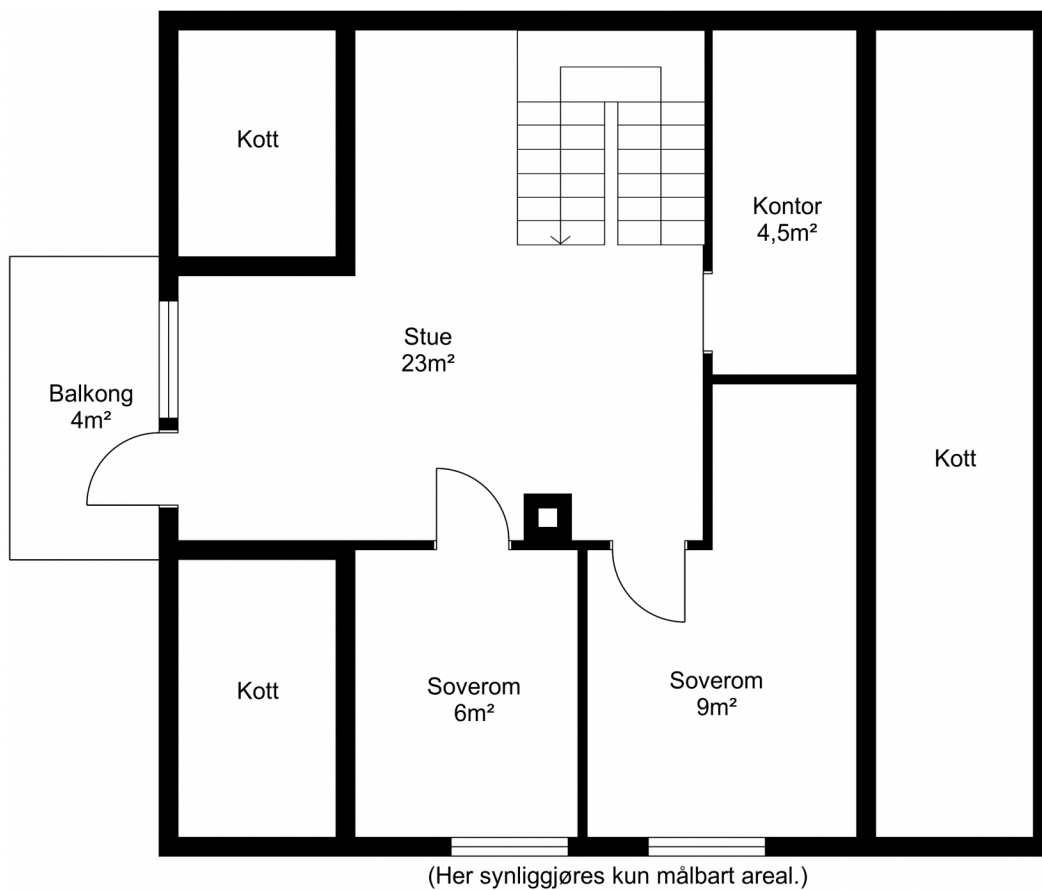 Kott
Kontor
4,5m²
Stue
23m²
Balkong
4m²
Kott
Kott
Soverom
6m²
Soverom
9m²
(Her synliggjøres kun målbart areal.)